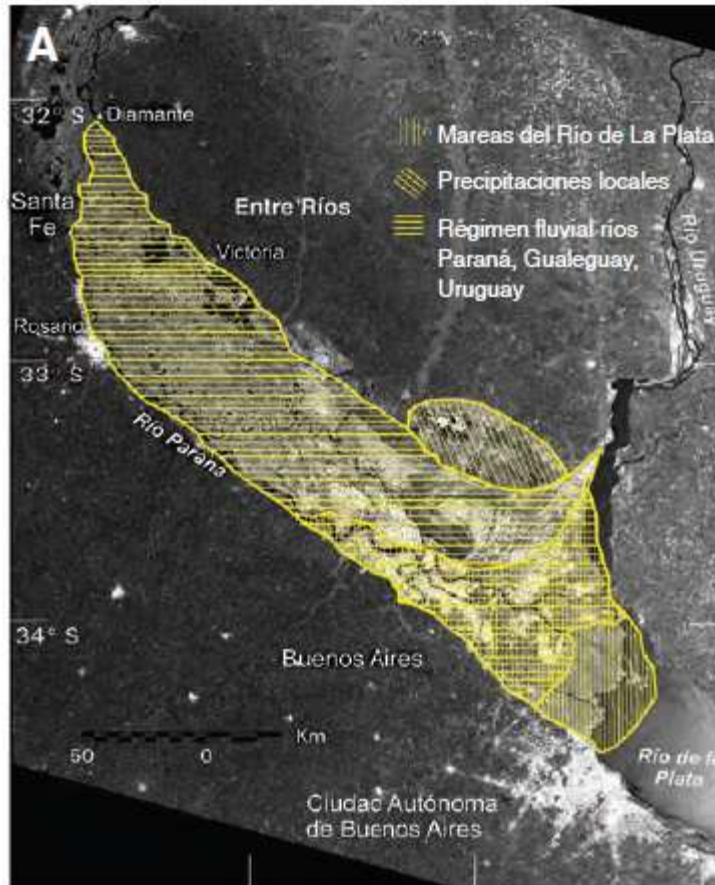 A
32° S
Diamante
Mareas del Río de La Plata
Precipitaciones locales
Régimen fluvial ríos
Paraná, Gualeguay,
Uruguay
Santa
Fe
Entre Ríos
Victoria
Río Uruguay
Rosario
33° S
Río Paraná
34° S
Buenos Aires
Km
50 0
Río de la
Plata
Ciudad Autónoma
de Buenos Aires